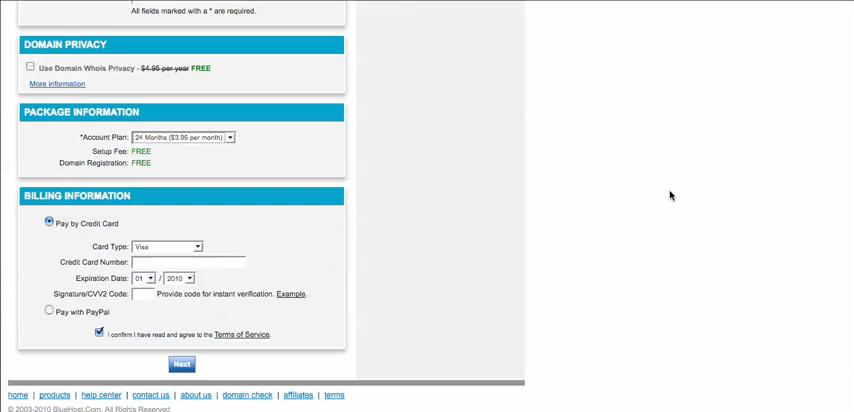 All fields marked with a * are required.
DOMAIN PRIVACY
Use Domain Whois Privacy - $4.95 per year FREE
More information
PACKAGE INFORMATION
*Account Plan: 24 Months ($3.95 per month)
Setup Fee: FREE
Domain Registration: FREE
BILLING INFORMATION
Pay by Credit Card
Card Type: Visa
Credit Card Number:
Expiration Date: 01 / 2010
Signature/CVV2 Code: Provide code for instant verification. Example.
Pay with PayPal
I confirm I have read and agree to the Terms of Service.
Next
home | products | help center | contact us | about us | domain check | affiliates | terms
© 2003-2010 BlueHost.Com. All Rights Reserved